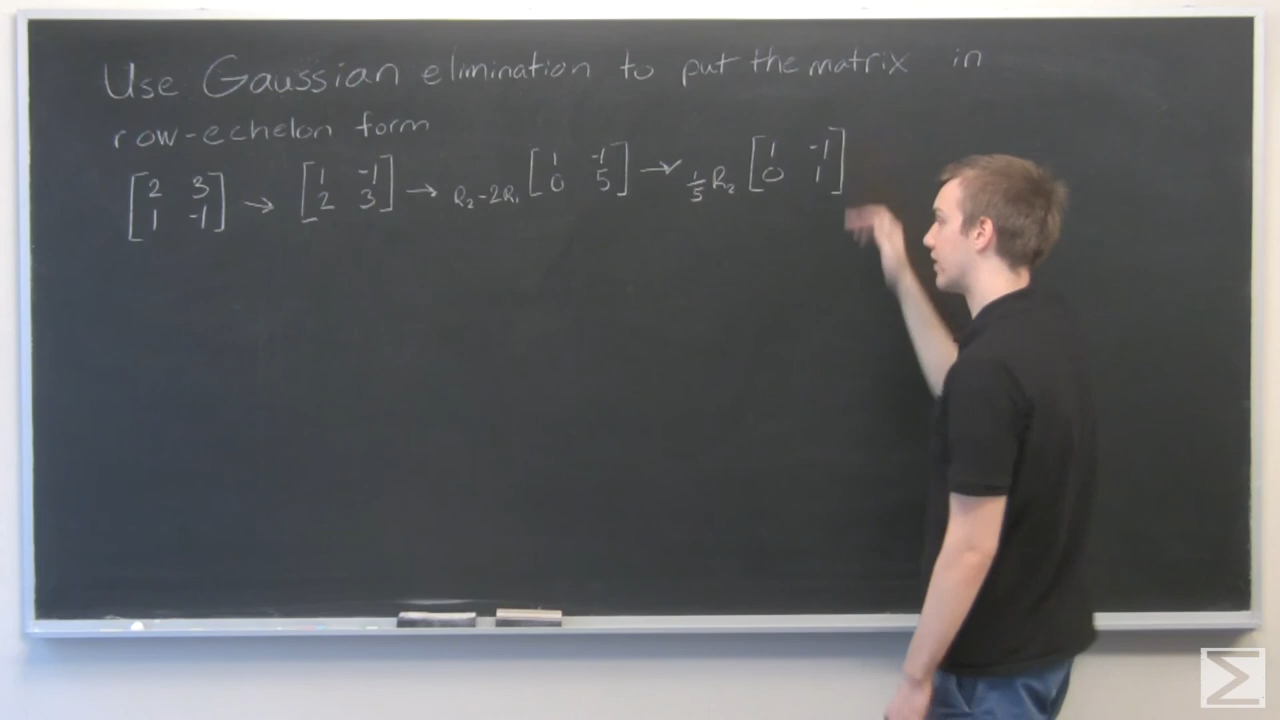 Use Gaussian elimination to put the matrix in
row-echelon form
[2 3; 1 -1] → [1 -1; 2 3] → R₂-2R₁ [1 -1; 0 5] → 1/5 R₂ [1 -1; 0 1]
Σ